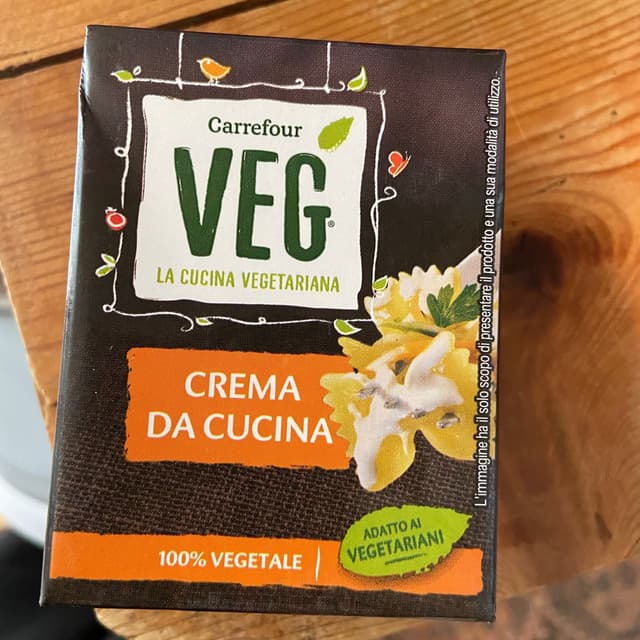 Carrefour
VEG®
LA CUCINA VEGETARIANA
CREMA
DA CUCINA
100% VEGETALE
ADATTO AI
VEGETARIANI
L'immagine ha il solo scopo di presentare il prodotto e una sua modalità di utilizzo.